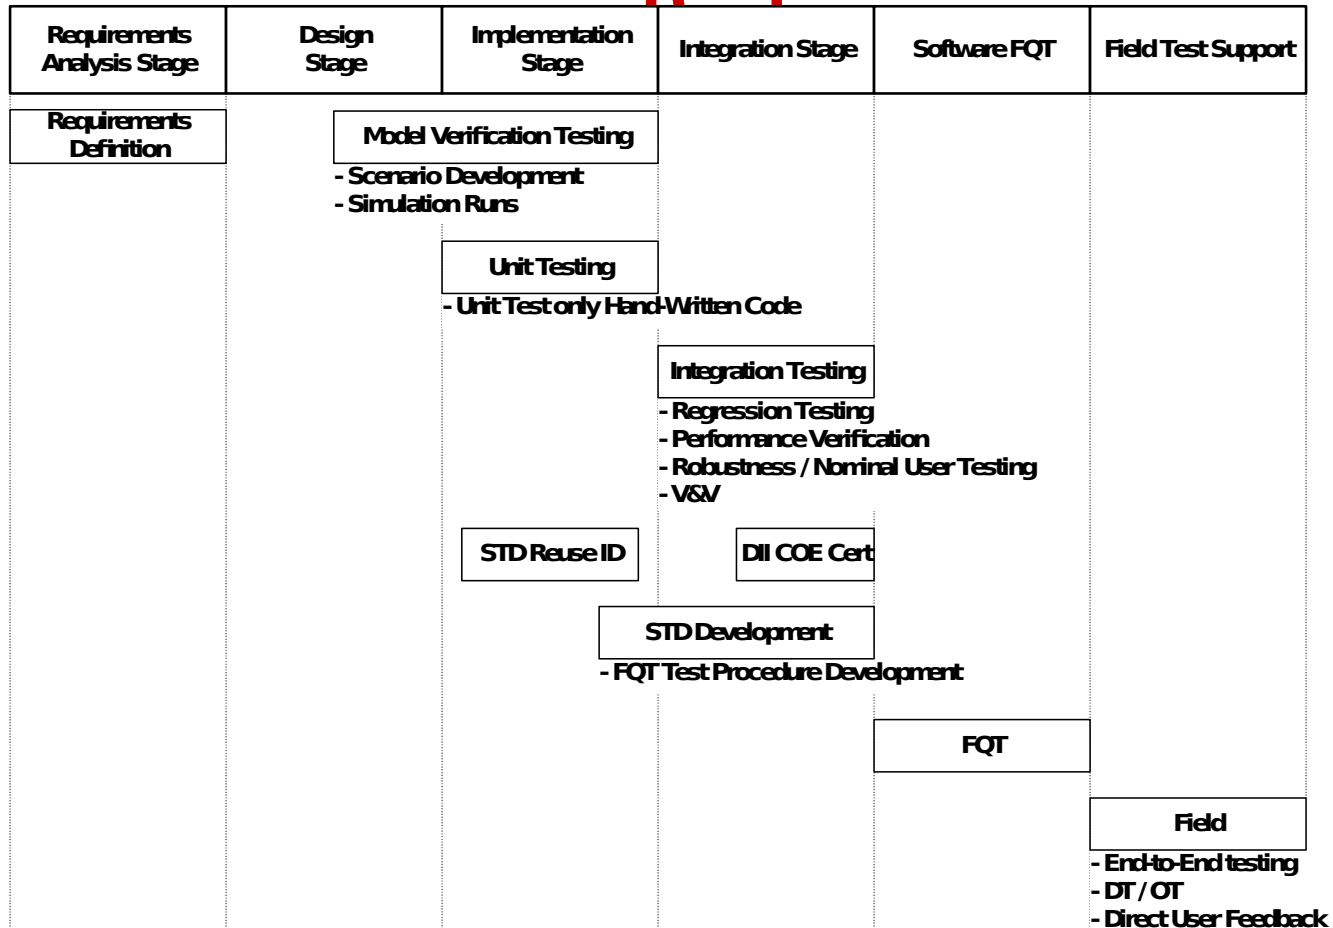 Requirements
Analysis Stage
Design
Stage
Implementation
Stage
Integration Stage
Software FQT
Field Test Support
Requirements
Definition
Model Verification Testing
- Scenario Development
- Simulation Runs
Unit Testing
- Unit Test only Hand-Written Code
Integration Testing
- Regression Testing
- Performance Verification
- Robustness / Nominal User Testing
- V&V
STD Reuse ID
DII COE Cert
STD Development
- FQT Test Procedure Development
FQT
Field
- End-to-End testing
- DT / OT
- Direct User Feedback